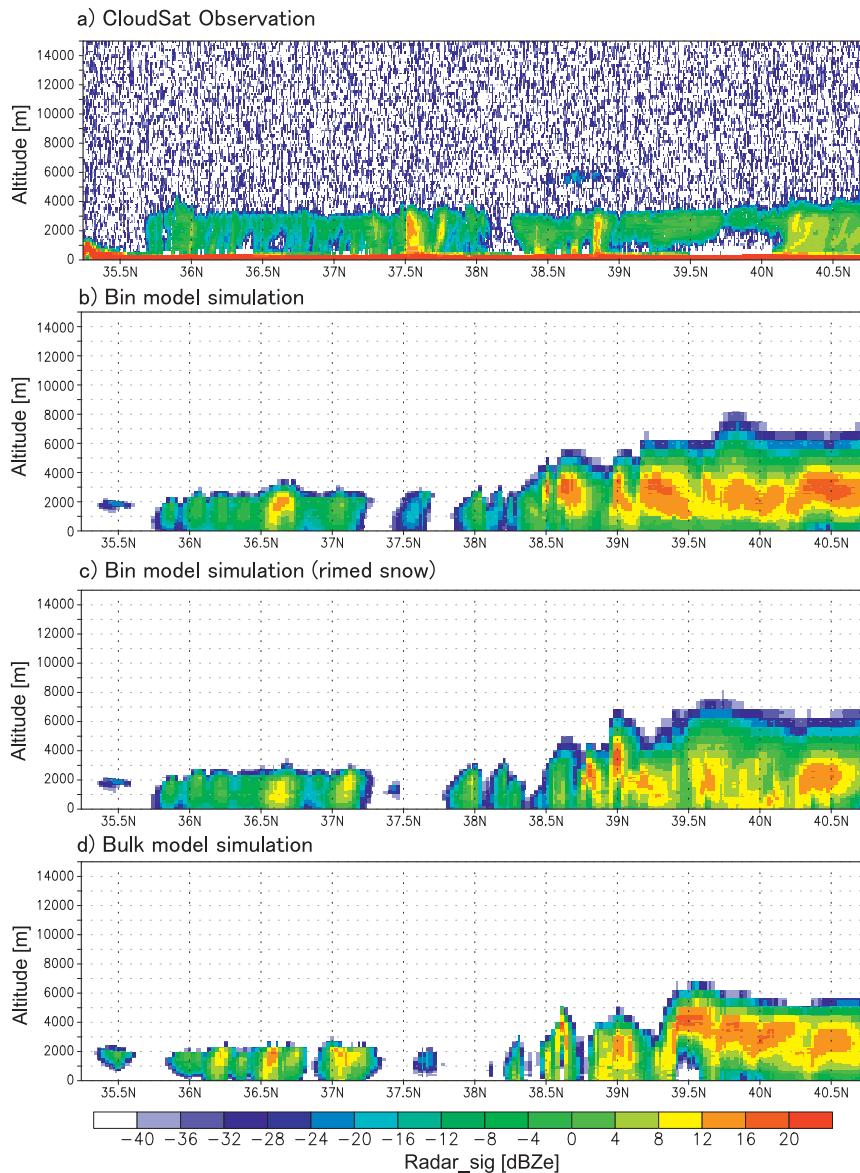 a) CloudSat Observation
Altitude [m]
14000
12000
10000
8000
6000
4000
2000
0
35.5N 36N 36.5N 37N 37.5N 38N 38.5N 39N 39.5N 40N 40.5N
b) Bin model simulation
Altitude [m]
14000
12000
10000
8000
6000
4000
2000
0
35.5N 36N 36.5N 37N 37.5N 38N 38.5N 39N 39.5N 40N 40.5N
c) Bin model simulation (rimed snow)
Altitude [m]
14000
12000
10000
8000
6000
4000
2000
0
35.5N 36N 36.5N 37N 37.5N 38N 38.5N 39N 39.5N 40N 40.5N
d) Bulk model simulation
Altitude [m]
14000
12000
10000
8000
6000
4000
2000
0
35.5N 36N 36.5N 37N 37.5N 38N 38.5N 39N 39.5N 40N 40.5N
−40 −36 −32 −28 −24 −20 −16 −12 −8 −4 0 4 8 12 16 20
Radar_sig [dBZe]